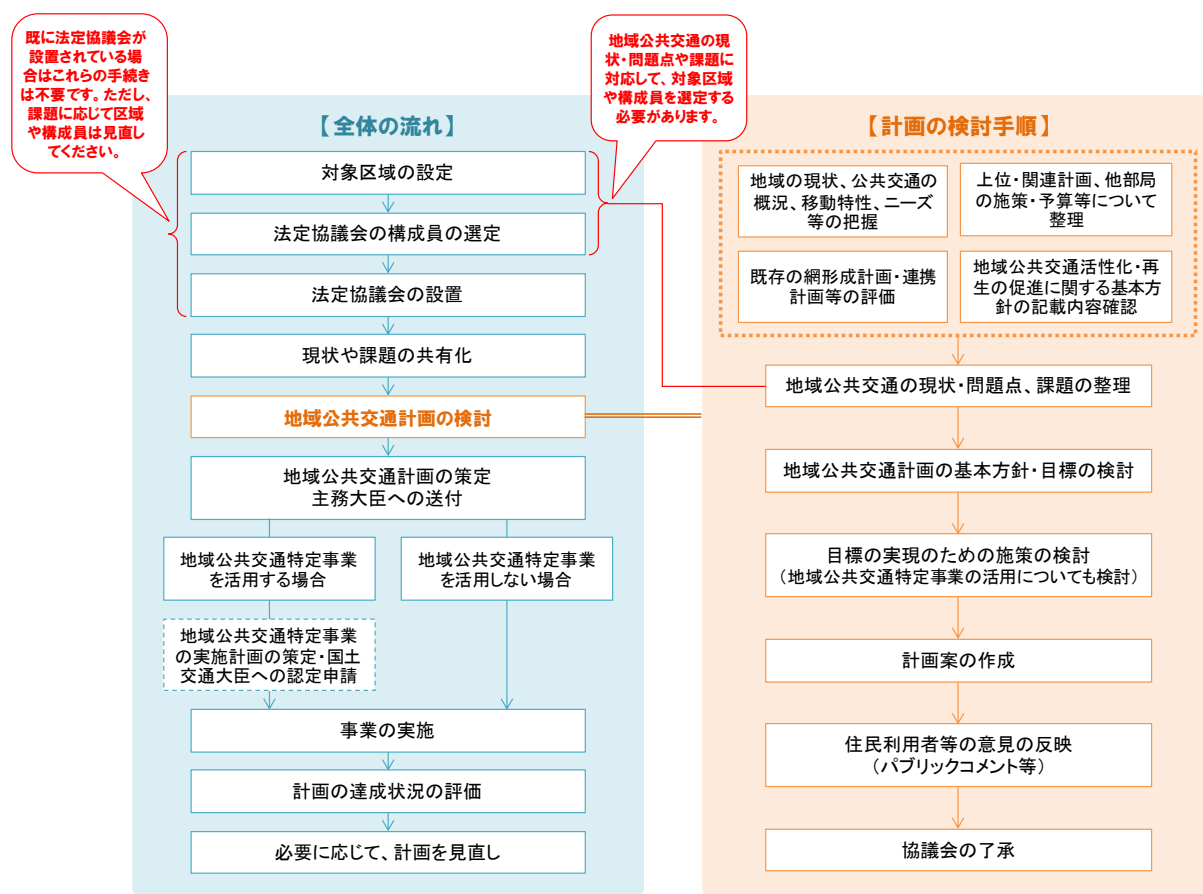 既に法定協議会が
設置されている場
合はこれらの手続き
は不要です。ただし、
課題に応じて区域
や構成員は見直し
てください。
地域公共交通の現
状・問題点や課題に
対応して、対象区域
や構成員を選定する
必要があります。
【全体の流れ】
対象区域の設定
法定協議会の構成員の選定
法定協議会の設置
現状や課題の共有化
地域公共交通計画の検討
地域公共交通計画の策定
主務大臣への送付
地域公共交通特定事業
を活用する場合
地域公共交通特定事業
を活用しない場合
地域公共交通特定事業
の実施計画の策定・国土
交通大臣への認定申請
事業の実施
計画の達成状況の評価
必要に応じて、計画を見直し
【計画の検討手順】
地域の現状、公共交通の
概況、移動特性、ニーズ
等の把握
上位・関連計画、他部局
の施策・予算等について
整理
既存の網形成計画・連携
計画等の評価
地域公共交通活性化・再
生の促進に関する基本方
針の記載内容確認
地域公共交通の現状・問題点、課題の整理
地域公共交通計画の基本方針・目標の検討
目標の実現のための施策の検討
（地域公共交通特定事業の活用についても検討）
計画案の作成
住民利用者等の意見の反映
（パブリックコメント等）
協議会の了承